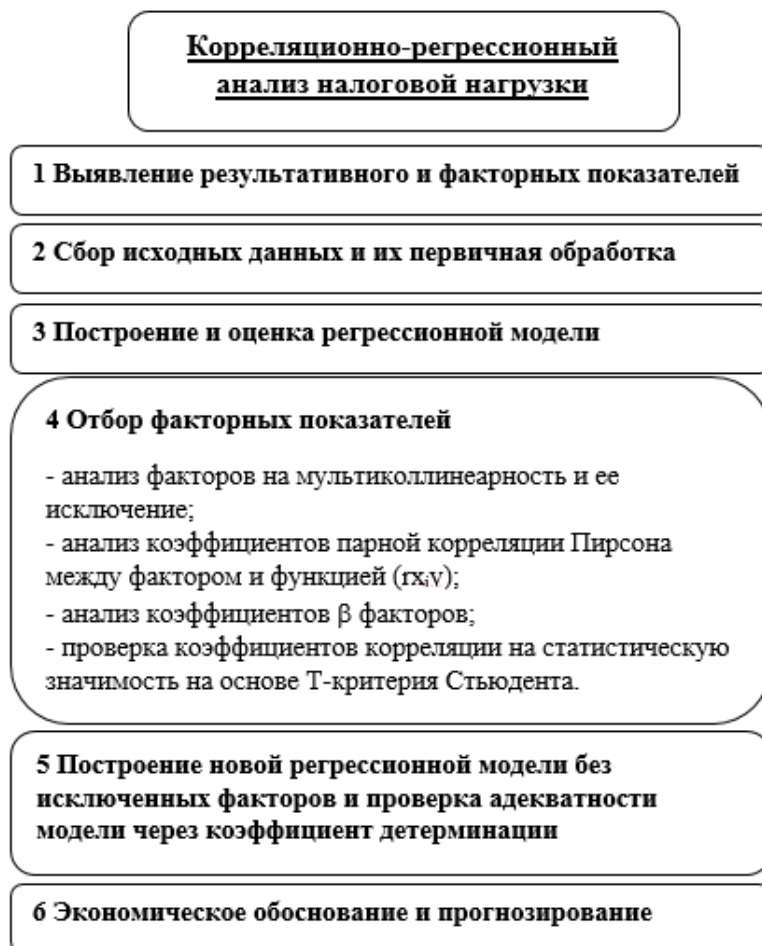 Корреляционно-регрессионный
анализ налоговой нагрузки
1 Выявление результативного и факторных показателей
2 Сбор исходных данных и их первичная обработка
3 Построение и оценка регрессионной модели
4 Отбор факторных показателей
- анализ факторов на мультиколлинеарность и ее
исключение;
- анализ коэффициентов парной корреляции Пирсона
между фактором и функцией (rxᵢy);
- анализ коэффициентов β факторов;
- проверка коэффициентов корреляции на статистическую
значимость на основе Т-критерия Стьюдента.
5 Построение новой регрессионной модели без
исключенных факторов и проверка адекватности
модели через коэффициент детерминации
6 Экономическое обоснование и прогнозирование